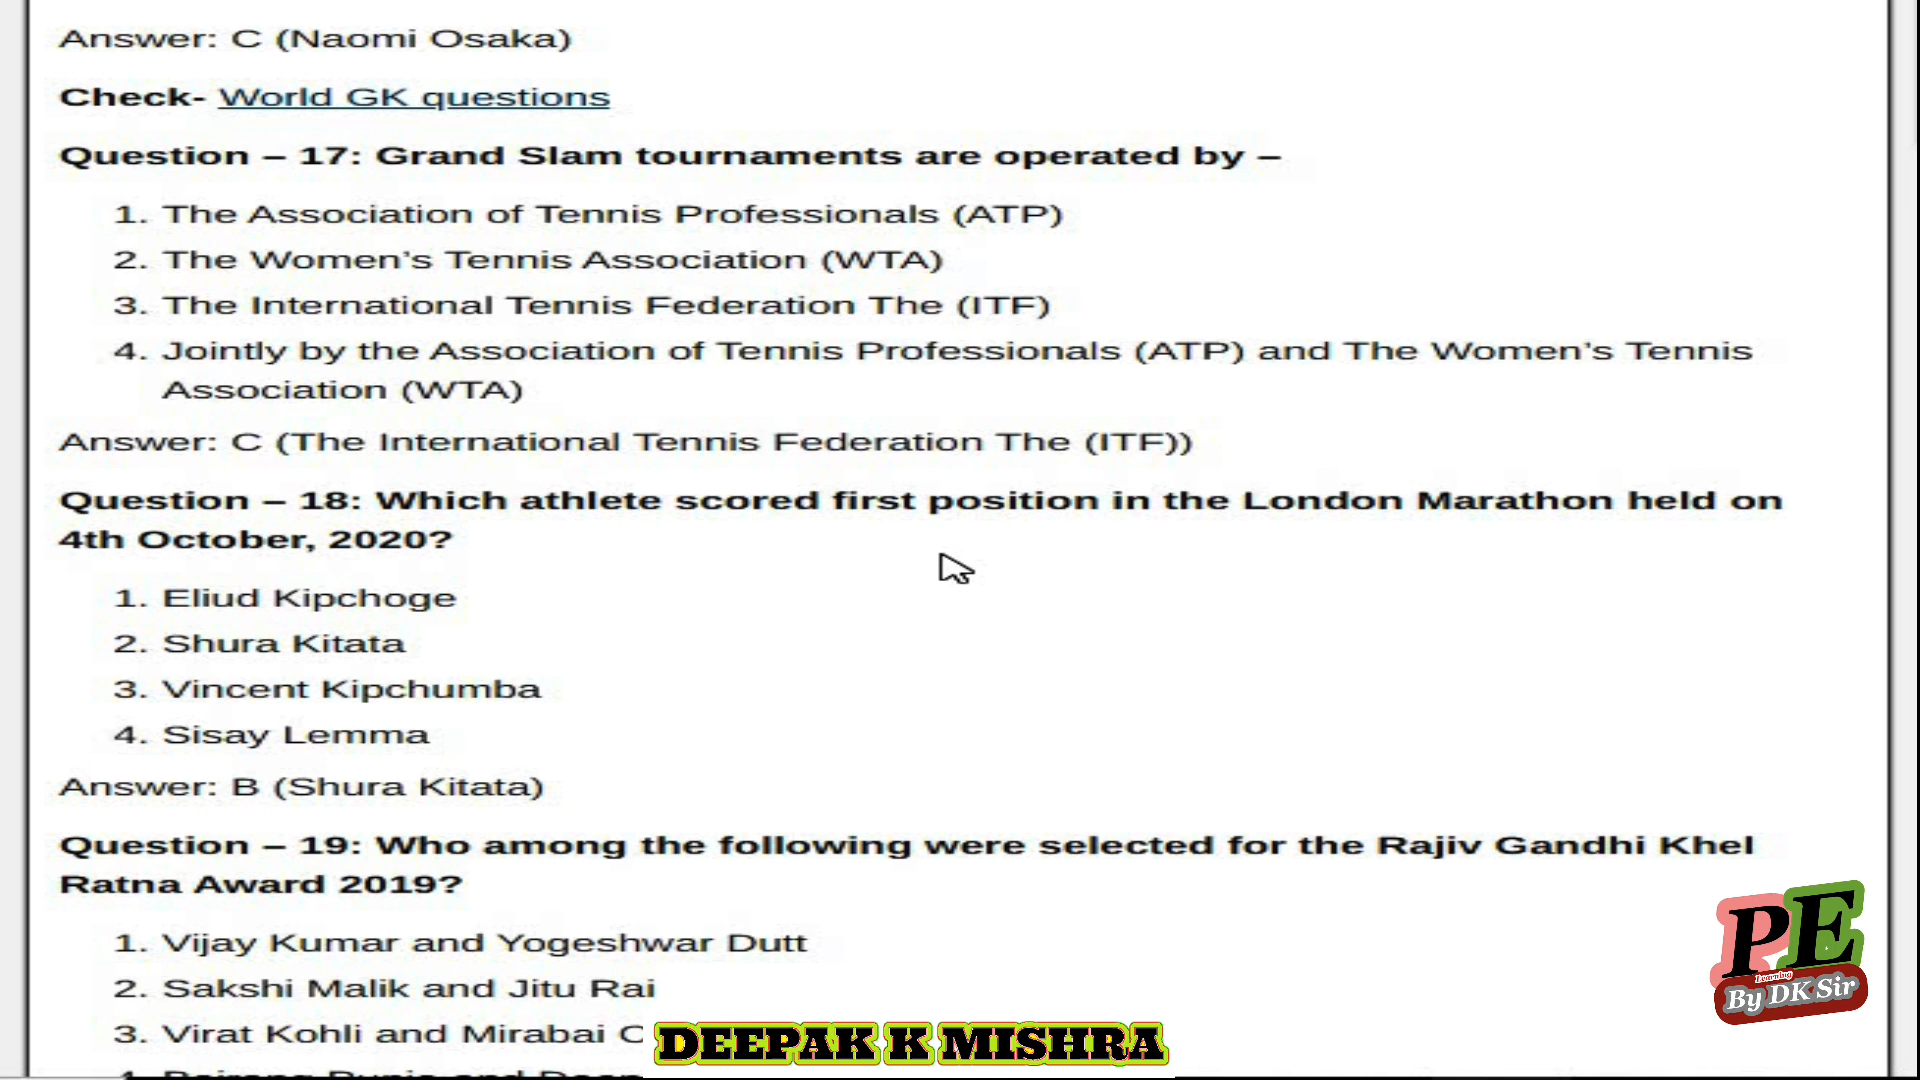 Answer: C (Naomi Osaka)
Check- World GK questions
Question – 17: Grand Slam tournaments are operated by –
1. The Association of Tennis Professionals (ATP)
2. The Women's Tennis Association (WTA)
3. The International Tennis Federation The (ITF)
4. Jointly by the Association of Tennis Professionals (ATP) and The Women's Tennis
Association (WTA)
Answer: C (The International Tennis Federation The (ITF))
Question – 18: Which athlete scored first position in the London Marathon held on
4th October, 2020?
1. Eliud Kipchoge
2. Shura Kitata
3. Vincent Kipchumba
4. Sisay Lemma
Answer: B (Shura Kitata)
Question – 19: Who among the following were selected for the Rajiv Gandhi Khel
Ratna Award 2019?
1. Vijay Kumar and Yogeshwar Dutt
2. Sakshi Malik and Jitu Rai
3. Virat Kohli and Mirabai C
PE
Learning
By DK Sir
DEEPAK K MISHRA